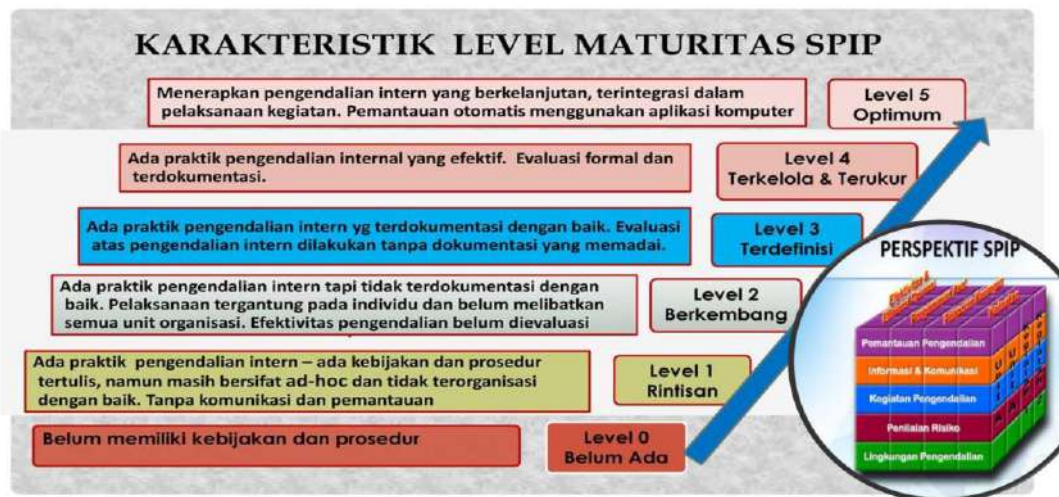 KARAKTERISTIK LEVEL MATURITAS SPIP
Menerapkan pengendalian intern yang berkelanjutan, terintegrasi dalam
pelaksanaan kegiatan. Pemantauan otomatis menggunakan aplikasi komputer
Level 5
Optimum
Ada praktik pengendalian internal yang efektif. Evaluasi formal dan
terdokumentasi.
Level 4
Terkelola & Terukur
Ada praktik pengendalian intern yg terdokumentasi dengan baik. Evaluasi
atas pengendalian intern dilakukan tanpa dokumentasi yang memadai.
Level 3
Terdefinisi
Ada praktik pengendalian intern tapi tidak terdokumentasi dengan
baik. Pelaksanaan tergantung pada individu dan belum melibatkan
semua unit organisasi. Efektivitas pengendalian belum dievaluasi
Level 2
Berkembang
Ada praktik pengendalian intern – ada kebijakan dan prosedur
tertulis, namun masih bersifat ad-hoc dan tidak terorganisasi
dengan baik. Tanpa komunikasi dan pemantauan
Level 1
Rintisan
Belum memiliki kebijakan dan prosedur
Level 0
Belum Ada
PERSPEKTIF SPIP
Pemantauan Pengendalian
Informasi & Komunikasi
Kegiatan Pengendalian
Penilaian Risiko
Lingkungan Pengendalian